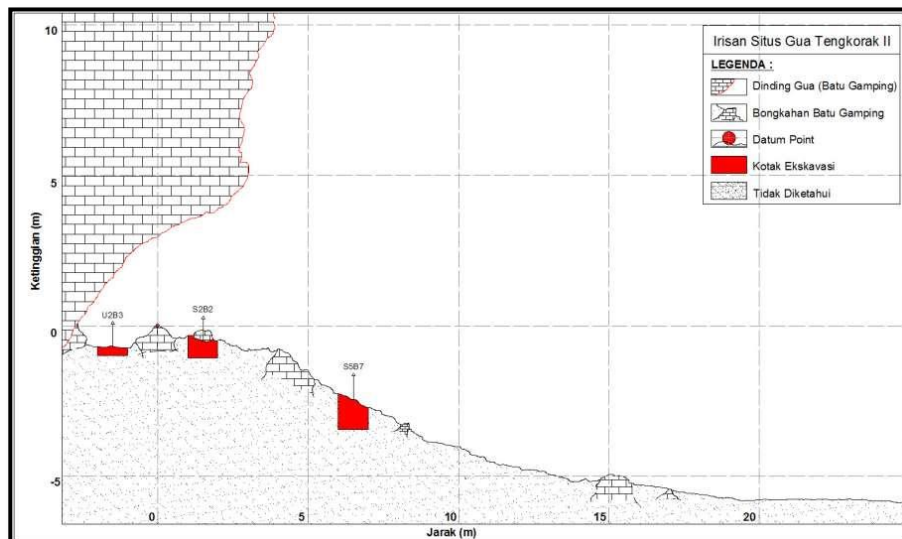 Irisan Situs Gua Tengkorak II
LEGENDA :
Dinding Gua (Batu Gamping)
Bongkahan Batu Gamping
Datum Point
Kotak Ekskavasi
Tidak Diketahui
Ketinggian (m)
10
5
0
-5
U2B3
S2B2
S5B7
0
5
10
15
20
Jarak (m)